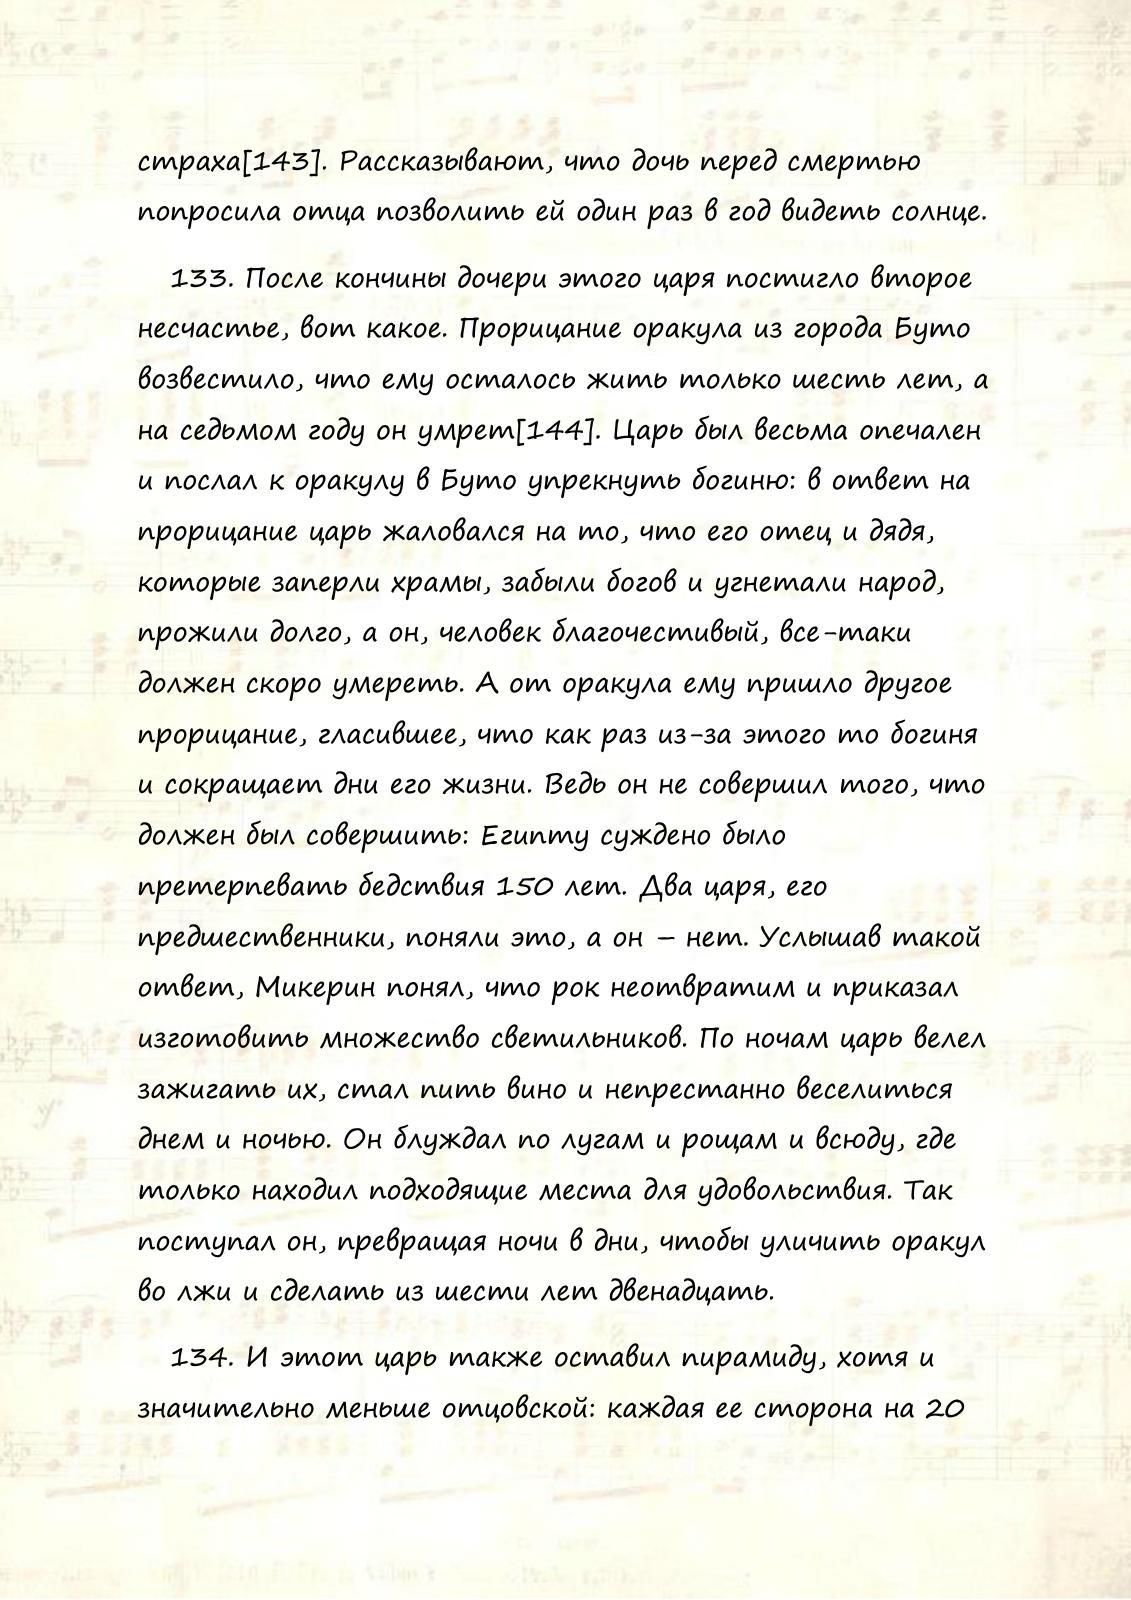 страха[143]. Рассказывают, что дочь перед смертью
попросила отца позволить ей один раз в год видеть солнце.
133. После кончины дочери этого царя постигло второе
несчастье, вот какое. Прорицание оракула из города Буто
возвестило, что ему осталось жить только шесть лет, а
на седьмом году он умрет[144]. Царь был весьма опечален
и послал к оракулу в Буто упрекнуть богиню: в ответ на
прорицание царь жаловался на то, что его отец и дядя,
которые заперли храмы, забыли богов и угнетали народ,
прожили долго, а он, человек благочестивый, все-таки
должен скоро умереть. А от оракула ему пришло другое
прорицание, гласившее, что как раз из-за этого то богиня
и сокращает дни его жизни. Ведь он не совершил того, что
должен был совершить: Египту суждено было
претерпевать бедствия 150 лет. Два царя, его
предшественники, поняли это, а он – нет. Услышав такой
ответ, Микерин понял, что рок неотвратим и приказал
изготовить множество светильников. По ночам царь велел
зажигать их, стал пить вино и непрестанно веселиться
днем и ночью. Он блуждал по лугам и рощам и всюду, где
только находил подходящие места для удовольствия. Так
поступал он, превращая ночи в дни, чтобы уличить оракул
во лжи и сделать из шести лет двенадцать.
134. И этот царь также оставил пирамиду, хотя и
значительно меньше отцовской: каждая ее сторона на 20